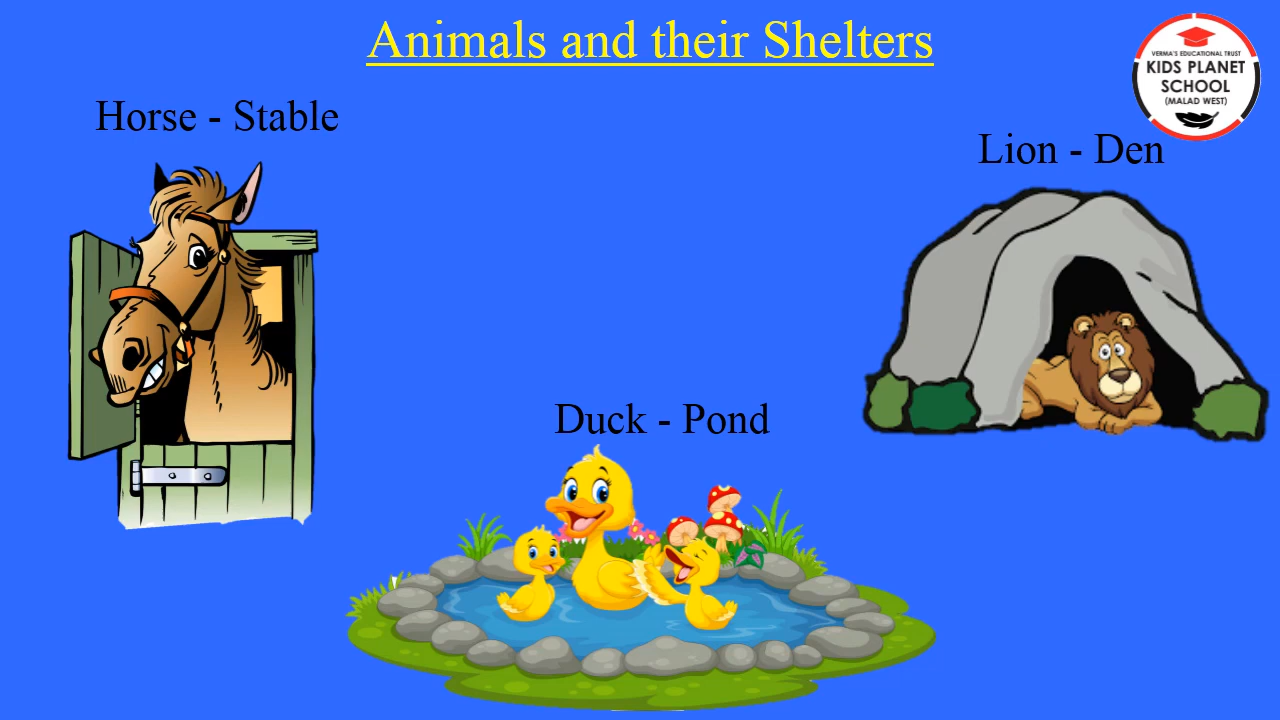 Animals and their Shelters
VERMA'S EDUCATIONAL TRUST
KIDS PLANET
SCHOOL
(MALAD WEST)
Horse - Stable
Lion - Den
Duck - Pond